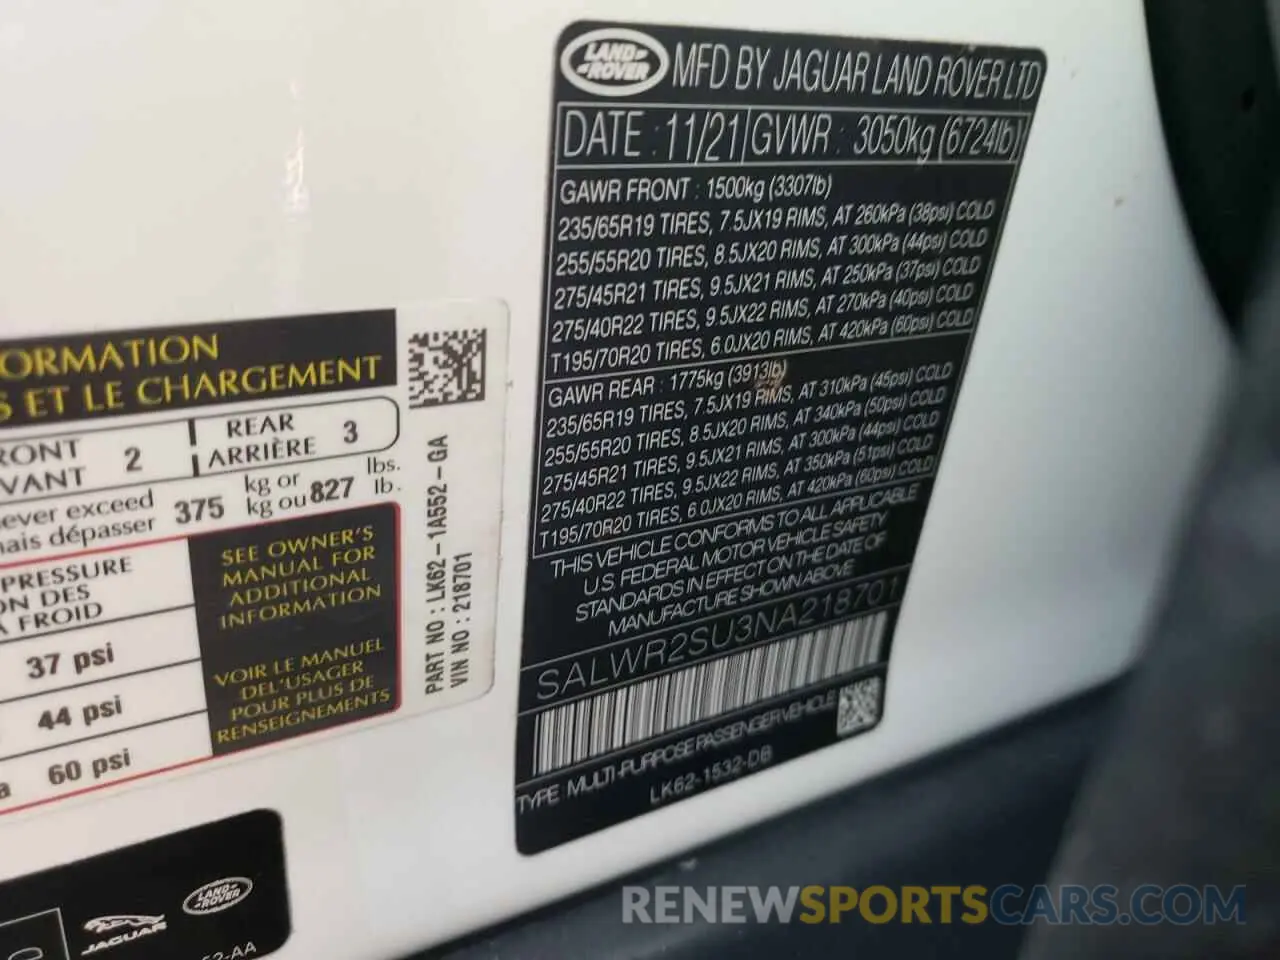 LAND ROVER MFD BY JAGUAR LAND ROVER LTD
DATE : 11/21 GVWR : 3050kg (6724lb)
GAWR FRONT : 1500kg (3307lb)
235/65R19 TIRES, 7.5JX19 RIMS, AT 260kPa (38psi) COLD
255/55R20 TIRES, 8.5JX20 RIMS, AT 300kPa (44psi) COLD
275/45R21 TIRES, 9.5JX21 RIMS, AT 250kPa (37psi) COLD
275/40R22 TIRES, 9.5JX22 RIMS, AT 270kPa (40psi) COLD
T195/70R20 TIRES, 6.0JX20 RIMS, AT 420kPa (60psi) COLD
GAWR REAR : 1775kg (3913lb)
235/65R19 TIRES, 7.5JX19 RIMS, AT 310kPa (45psi) COLD
255/55R20 TIRES, 8.5JX20 RIMS, AT 340kPa (50psi) COLD
275/45R21 TIRES, 9.5JX21 RIMS, AT 300kPa (44psi) COLD
275/40R22 TIRES, 9.5JX22 RIMS, AT 350kPa (51psi) COLD
T195/70R20 TIRES, 6.0JX20 RIMS, AT 420kPa (60psi) COLD
THIS VEHICLE CONFORMS TO ALL APPLICABLE
U.S. FEDERAL MOTOR VEHICLE SAFETY
STANDARDS IN EFFECT ON THE DATE OF
MANUFACTURE SHOWN ABOVE
SALWR2SU3NA218701
TYPE: MULTI-PURPOSE PASSENGER VEHICLE
LK62-1532-DB
ORMATION
S ET LE CHARGEMENT
RONT 2 REAR 3
VANT ARRIÈRE
never exceed 375 kg or 827 lbs.
mais dépasser kg ou lb.
PRESSURE
ON DES
À FROID
37 psi
44 psi
a 60 psi
SEE OWNER'S
MANUAL FOR
ADDITIONAL
INFORMATION
VOIR LE MANUEL
DEL'USAGER
POUR PLUS DE
RENSEIGNEMENTS
PART NO : LK62-1A552-GA
VIN NO : 218701
JAGUAR
LAND ROVER
52-AA
RENEWSPORTSCARS.COM